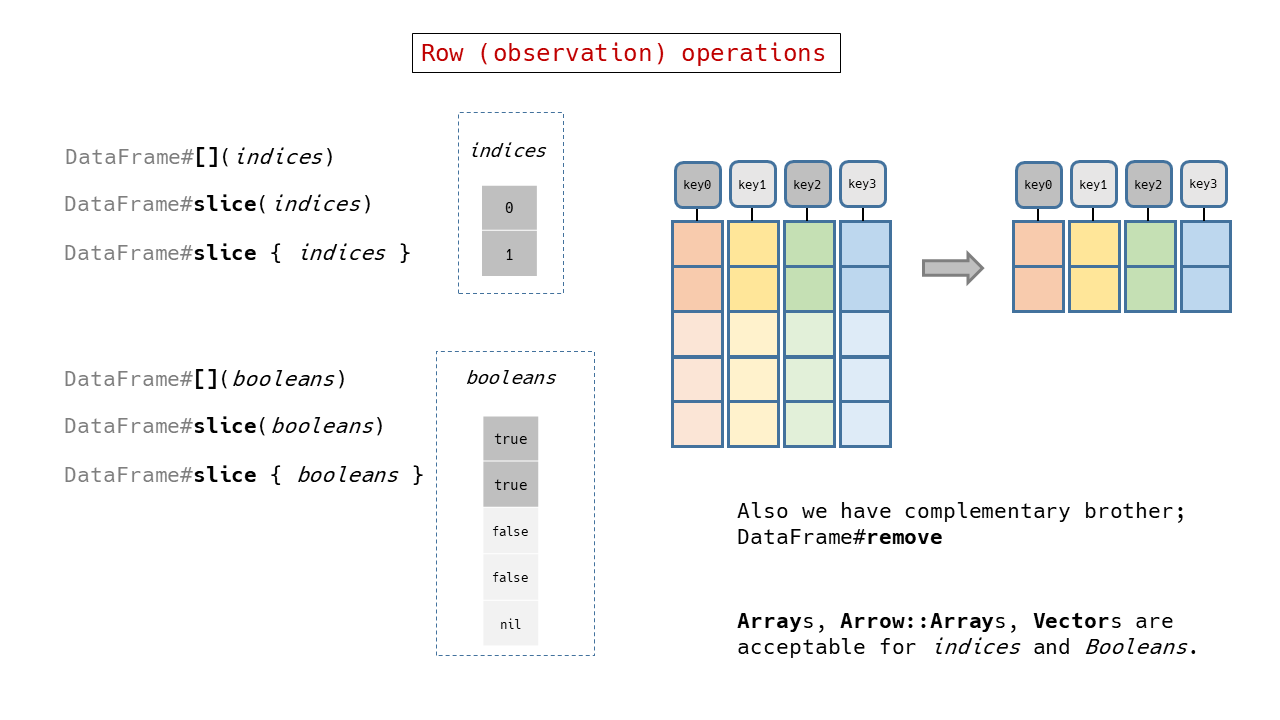 Row (observation) operations
DataFrame#[](indices)
DataFrame#slice(indices)
DataFrame#slice { indices }
indices
0
1
DataFrame#[](booleans)
DataFrame#slice(booleans)
DataFrame#slice { booleans }
booleans
true
true
false
false
nil
key0 key1 key2 key3
key0 key1 key2 key3
Also we have complementary brother;
DataFrame#remove
Arrays, Arrow::Arrays, Vectors are
acceptable for indices and Booleans.